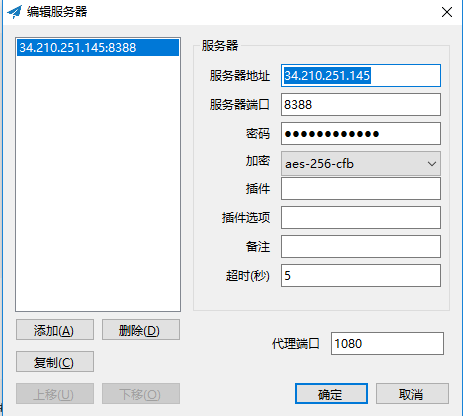 编辑服务器
34.210.251.145:8388
服务器
服务器地址 34.210.251.145
服务器端口 8388
密码 ●●●●●●●●●●●●
加密 aes-256-cfb
插件
插件选项
备注
超时(秒) 5
添加(A) 删除(D)
代理端口 1080
复制(C)
上移(U) 下移(O)
确定 取消